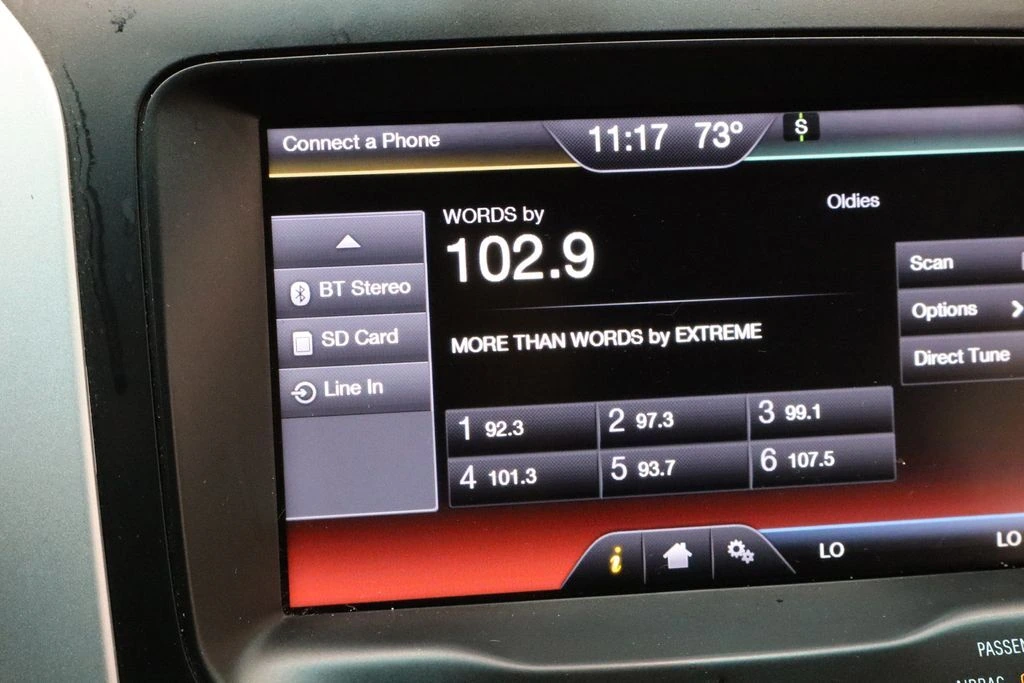 Connect a Phone
11:17 73°
S
WORDS by
102.9
Oldies
BT Stereo
SD Card
Line In
Scan
Options
Direct Tune
MORE THAN WORDS by EXTREME
1 92.3
2 97.3
3 99.1
4 101.3
5 93.7
6 107.5
i
LO
LO
PASSEN